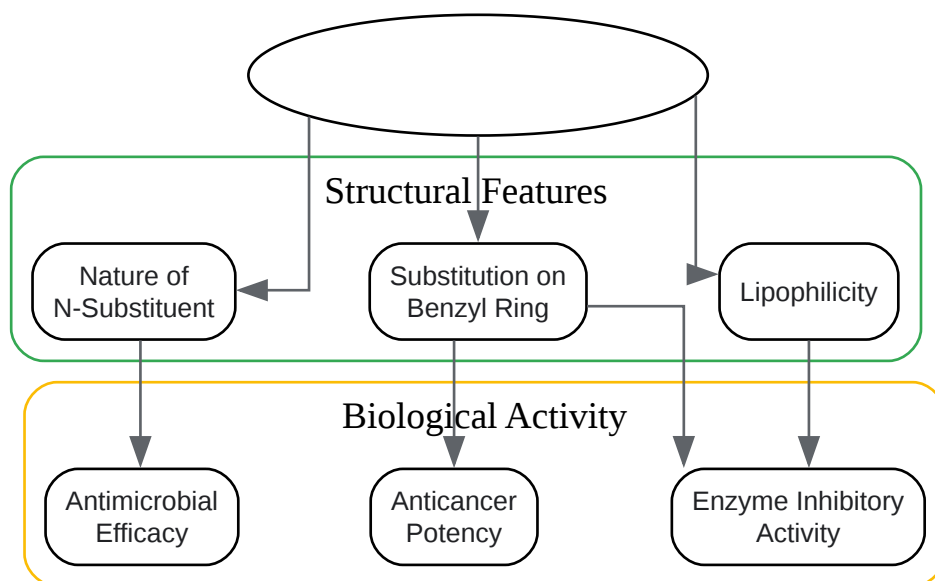 Structural Features
Nature of
N-Substituent
Substitution on
Benzyl Ring
Lipophilicity
Biological Activity
Antimicrobial
Efficacy
Anticancer
Potency
Enzyme Inhibitory
Activity